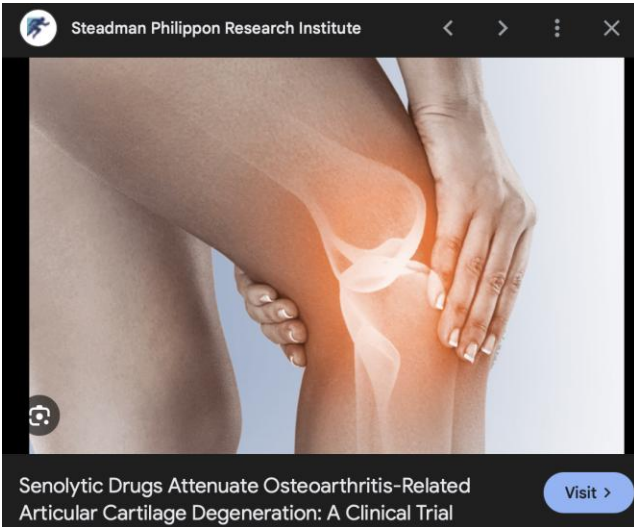 Steadman Philippon Research Institute
Senolytic Drugs Attenuate Osteoarthritis-Related
Articular Cartilage Degeneration: A Clinical Trial
Visit >